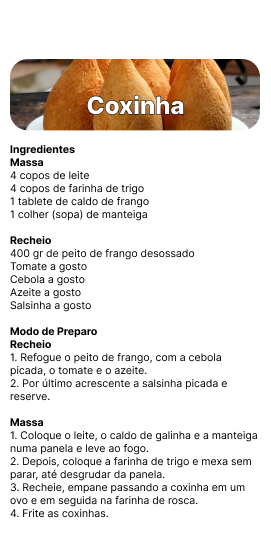 Coxinha
Ingredientes
Massa
4 copos de leite
4 copos de farinha de trigo
1 tablete de caldo de frango
1 colher (sopa) de manteiga
Recheio
400 gr de peito de frango desossado
Tomate a gosto
Cebola a gosto
Azeite a gosto
Salsinha a gosto
Modo de Preparo
Recheio
1. Refogue o peito de frango, com a cebola
picada, o tomate e o azeite.
2. Por último acrescente a salsinha picada e
reserve.
Massa
1. Coloque o leite, o caldo de galinha e a manteiga
numa panela e leve ao fogo.
2. Depois, coloque a farinha de trigo e mexa sem
parar, até desgrudar da panela.
3. Recheie, empane passando a coxinha em um
ovo e em seguida na farinha de rosca.
4. Frite as coxinhas.